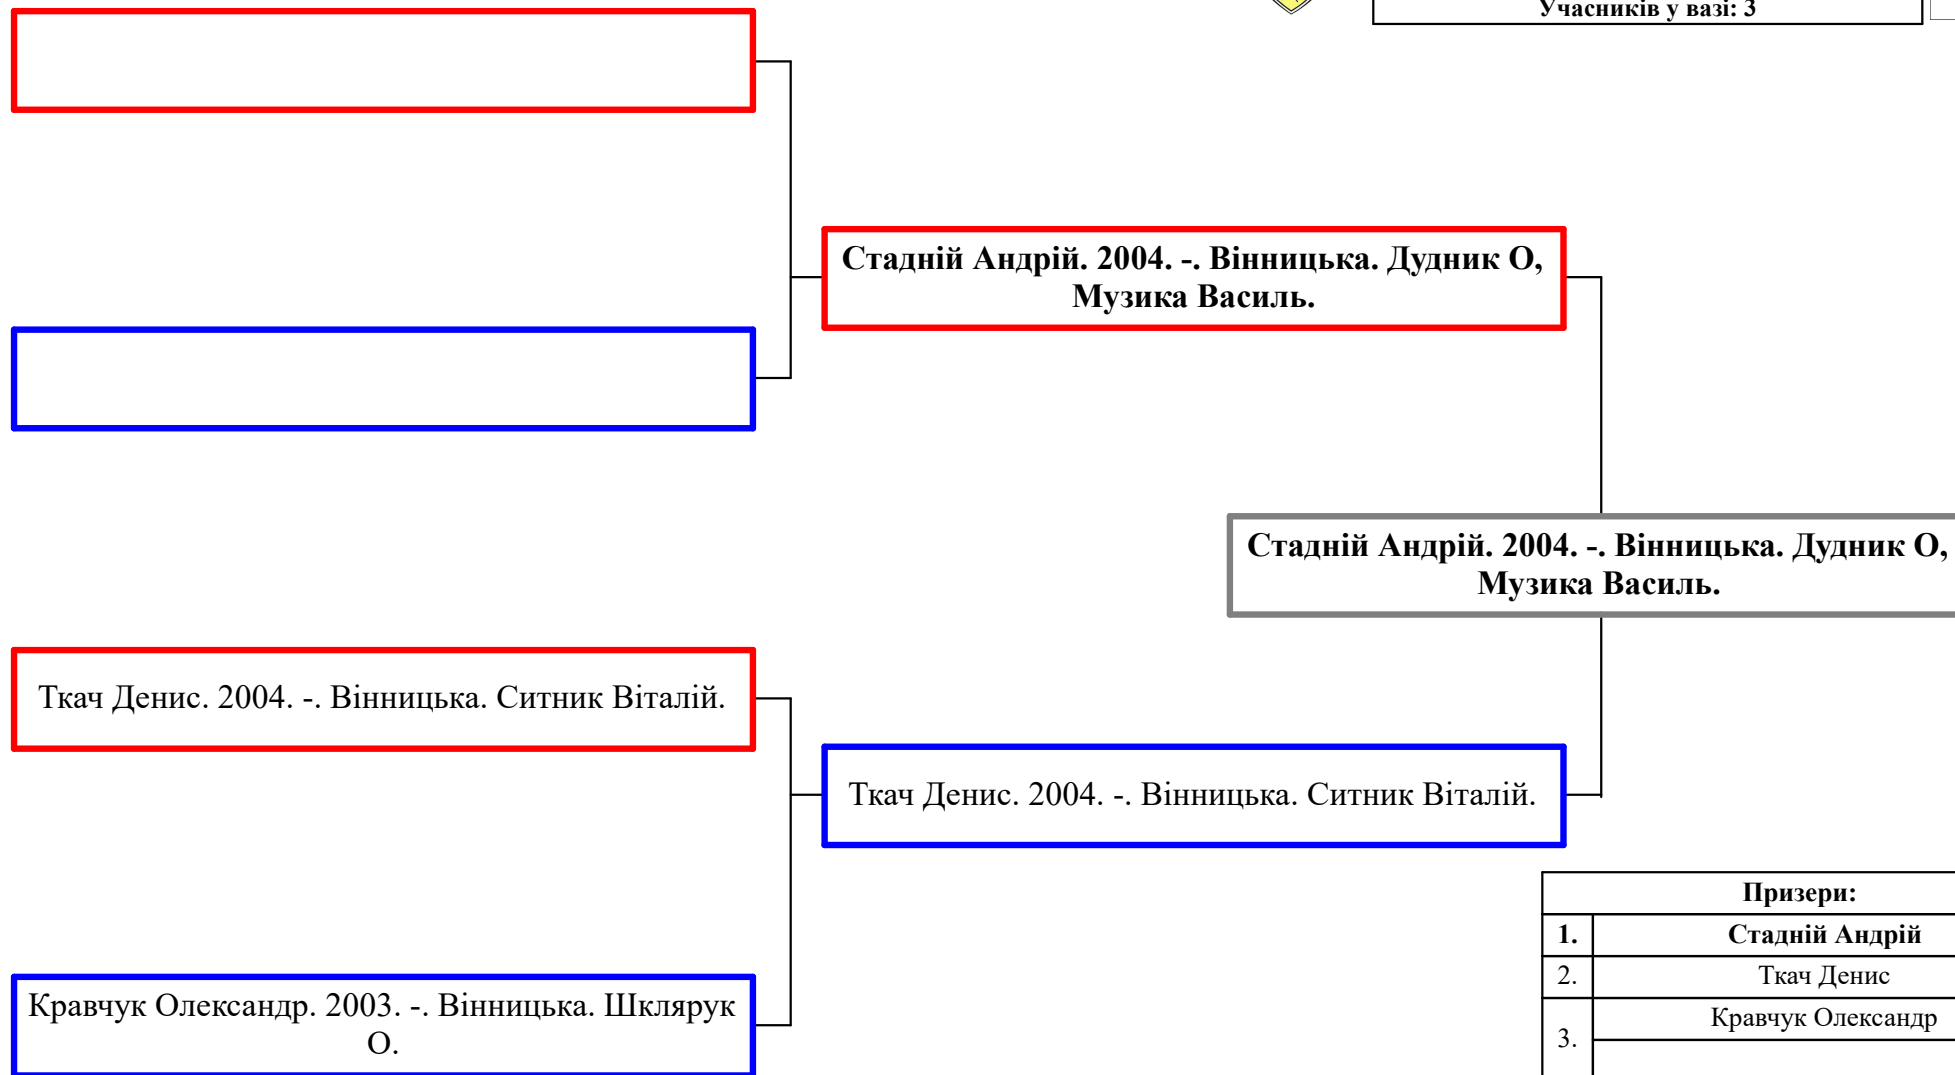 Учасників у вазі: 3
Стадній Андрій. 2004. -. Вінницька. Дудник О,
Музика Василь.
Стадній Андрій. 2004. -. Вінницька. Дудник О,
Музика Василь.
Ткач Денис. 2004. -. Вінницька. Ситник Віталій.
Ткач Денис. 2004. -. Вінницька. Ситник Віталій.
Кравчук Олександр. 2003. -. Вінницька. Шклярук
О.
Призери:
1. Стадній Андрій
2. Ткач Денис
3. Кравчук Олександр